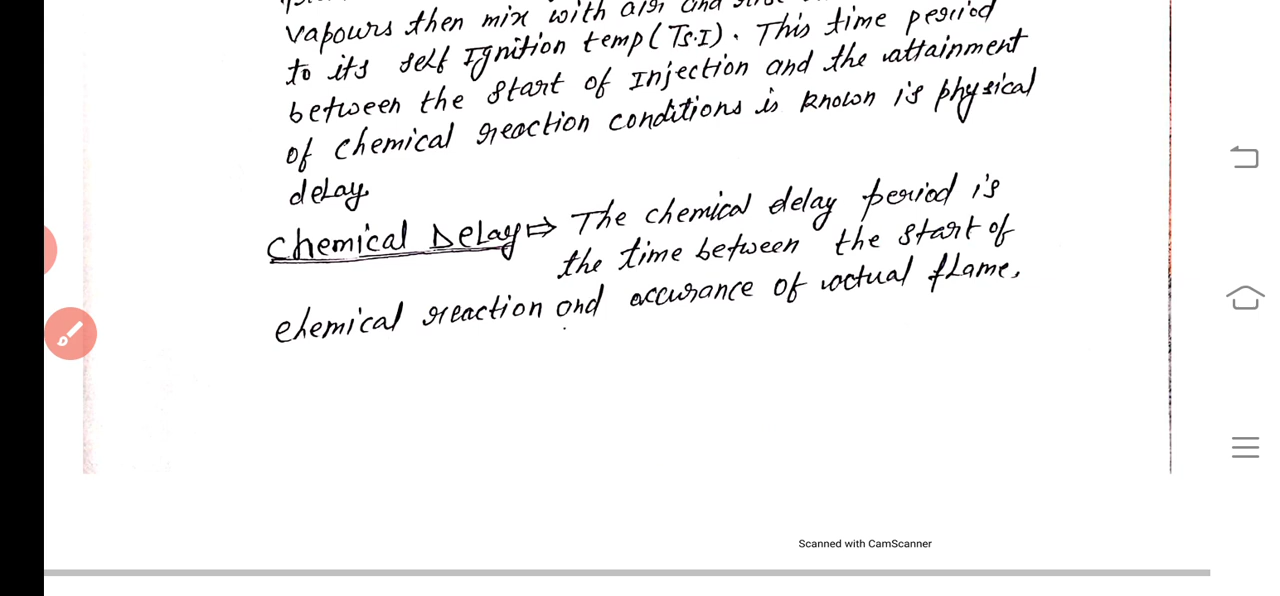 vapours then mix with air and
to its self Ignition temp (TS.I). This time period
between the start of Injection and the attainment
of chemical reaction conditions is known is physical
delay.
Chemical Delay ⇒ The chemical delay period is
the time between the start of
chemical reaction and accurance of actual flame.
Scanned with CamScanner